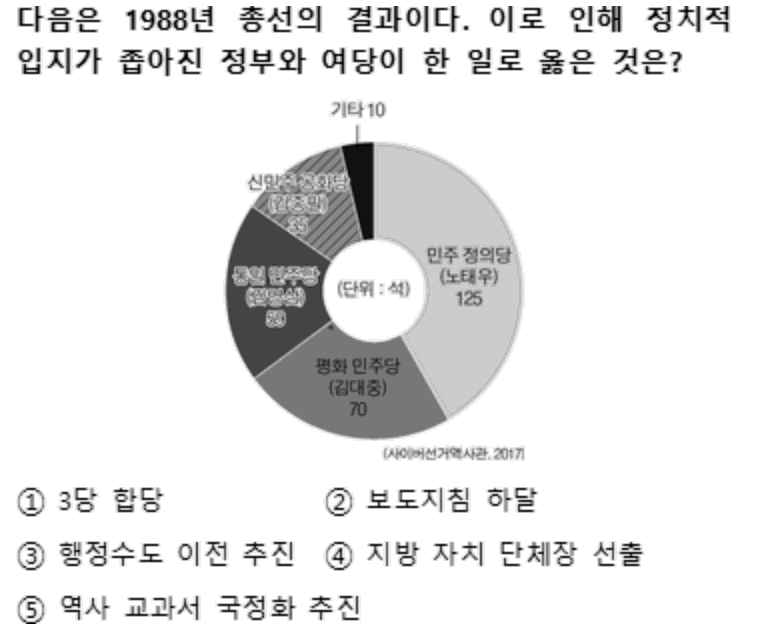 다음은 1988년 총선의 결과이다. 이로 인해 정치적
입지가 좁아진 정부와 여당이 한 일로 옳은 것은?
기타 10
신민주 공화당
(김종필)
35
민주 정의당
(노태우)
125
통일 민주당
(김영삼)
59
(단위 : 석)
평화 민주당
(김대중)
70
(사이버선거역사관, 2017)
① 3당 합당
② 보도지침 하달
③ 행정수도 이전 추진
④ 지방 자치 단체장 선출
⑤ 역사 교과서 국정화 추진